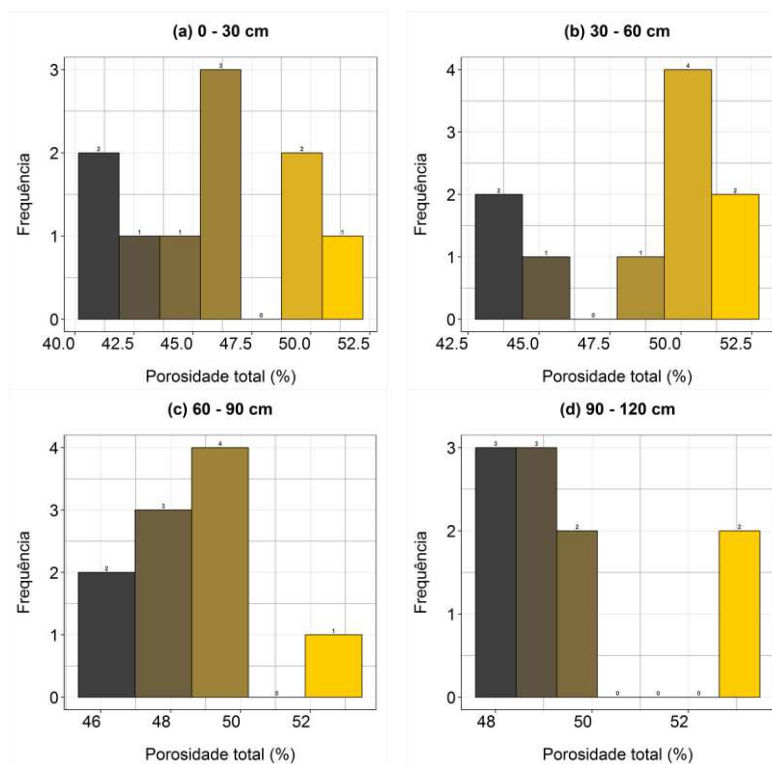 (a) 0 - 30 cm
3
2
1
0
Frequência
2
1
1
3
0
2
1
40.0 42.5 45.0 47.5 50.0 52.5
Porosidade total (%)
(b) 30 - 60 cm
4
3
2
1
0
Frequência
2
1
0
1
4
2
42.5 45.0 47.5 50.0 52.5
Porosidade total (%)
(c) 60 - 90 cm
4
3
2
1
0
Frequência
2
3
4
0
1
46 48 50 52
Porosidade total (%)
(d) 90 - 120 cm
3
2
1
0
Frequência
3
3
2
0
0
0
2
48 50 52
Porosidade total (%)